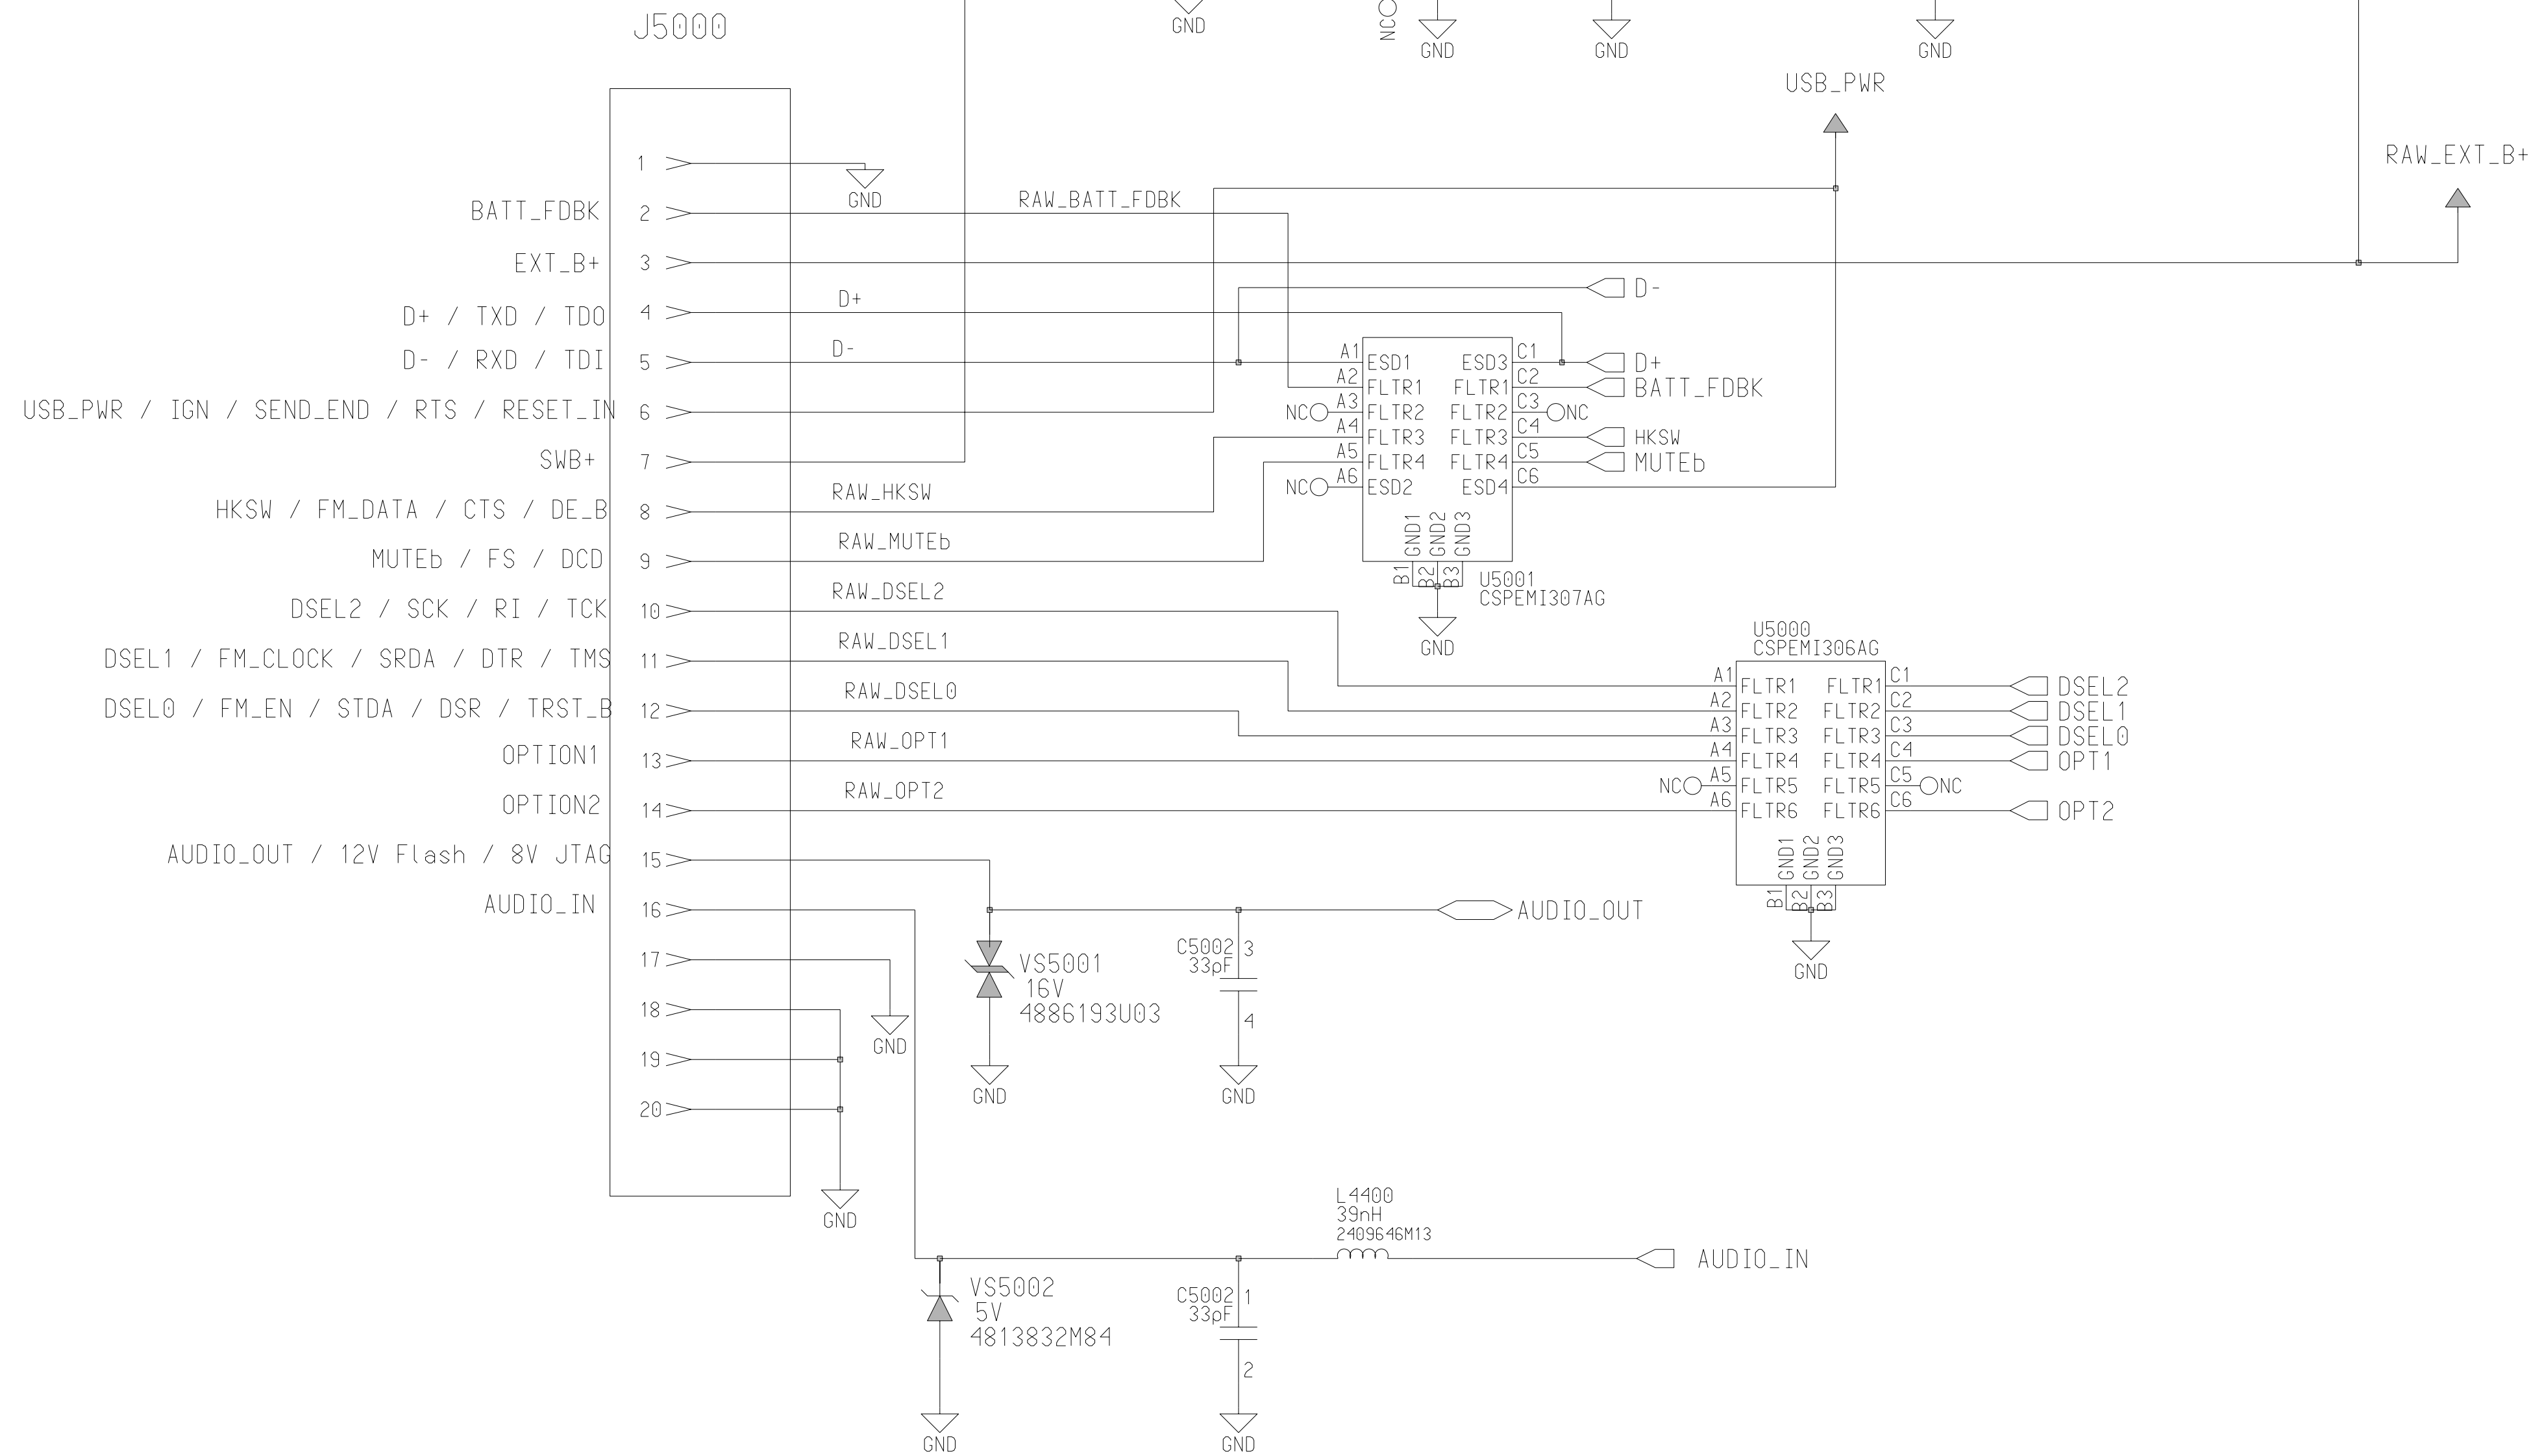 J5000
GND
NC
GND
GND
GND
USB_PWR
RAW_EXT_B+
1
GND
BATT_FDBK 2 RAW_BATT_FDBK
EXT_B+ 3
D-
D+ / TXD / TDO 4 D+
D- / RXD / TDI 5 D-
A1 ESD1 ESD3 C1 D+
A2 FLTR1 FLTR1 C2 BATT_FDBK
USB_PWR / IGN / SEND_END / RTS / RESET_IN 6
NC A3 FLTR2 FLTR2 C3 NC
A4 FLTR3 FLTR3 C4 HKSW
SWB+ 7
A5 FLTR4 FLTR4 C5 MUTEb
NC A6 ESD2 ESD4 C6
HKSW / FM_DATA / CTS / DE_B 8 RAW_HKSW
GND1 GND2 GND3
MUTEb / FS / DCD 9 RAW_MUTEb
B1 B2 B3
U5001
CSPEMI307AG
GND
DSEL2 / SCK / RI / TCK 10 RAW_DSEL2
U5000
CSPEMI306AG
DSEL1 / FM_CLOCK / SRDA / DTR / TMS 11 RAW_DSEL1
A1 FLTR1 FLTR1 C1 DSEL2
DSEL0 / FM_EN / STDA / DSR / TRST_B 12 RAW_DSEL0
A2 FLTR2 FLTR2 C2 DSEL1
A3 FLTR3 FLTR3 C3 DSEL0
OPTION1 13 RAW_OPT1
A4 FLTR4 FLTR4 C4 OPT1
NC A5 FLTR5 FLTR5 C5 NC
OPTION2 14 RAW_OPT2
A6 FLTR6 FLTR6 C6 OPT2
GND1 GND2 GND3
B1 B2 B3
GND
AUDIO_OUT / 12V Flash / 8V JTAG 15
AUDIO_IN 16
AUDIO_OUT
17
VS5001
16V
4886193U03
C5002 3
33pF
4
18
GND
19
GND
GND
20
GND
L4400
39nH
2409646M13
AUDIO_IN
VS5002
5V
4813832M84
C5002 1
33pF
2
GND
GND